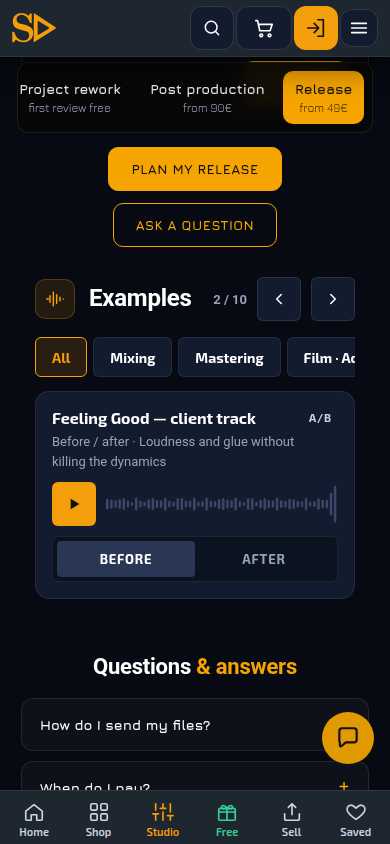 S
Project rework
first review free
Post production
from 90€
Release
from 49€
PLAN MY RELEASE
ASK A QUESTION
Examples
2 / 10
All
Mixing
Mastering
Film · Ad
Feeling Good — client track
A/B
Before / after · Loudness and glue without
killing the dynamics
BEFORE
AFTER
Questions & answers
How do I send my files?
When do I pay?
+
Home
Shop
Studio
Free
Sell
Saved